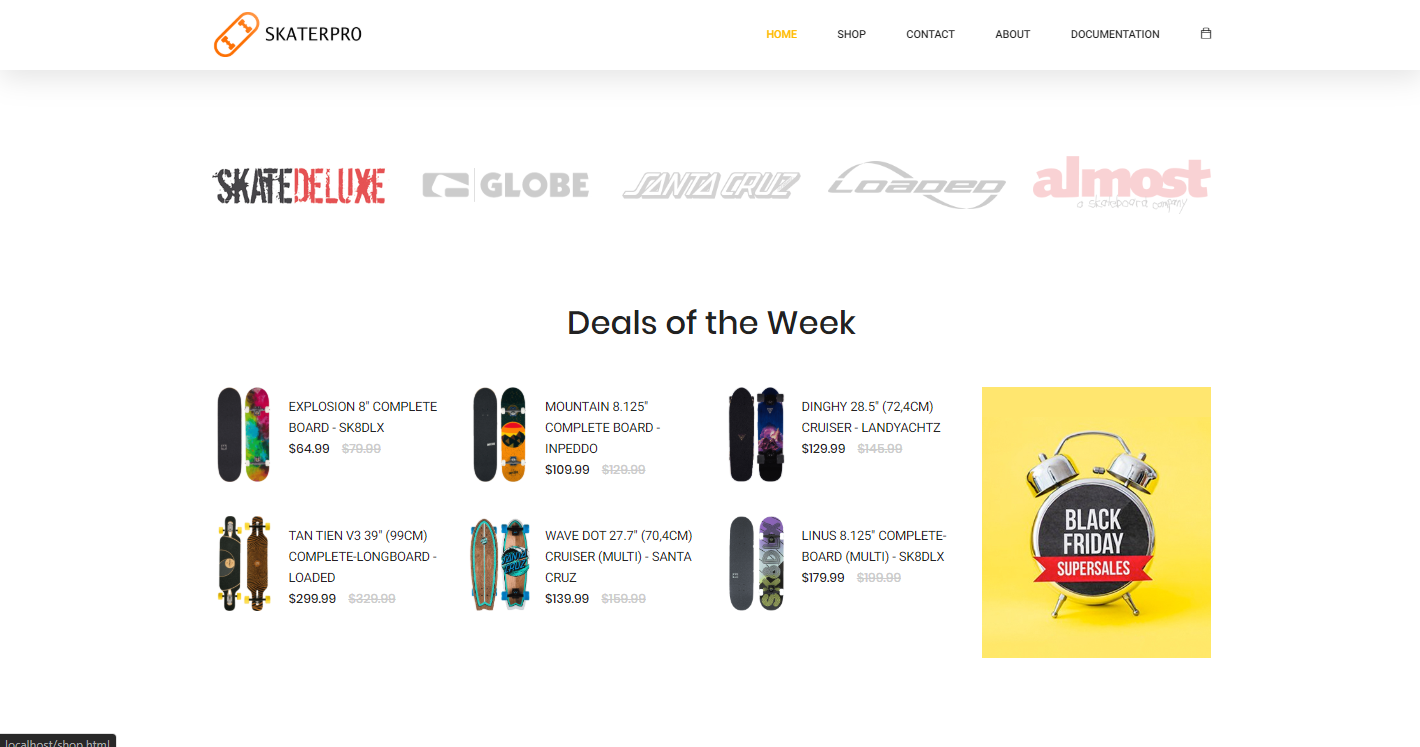 SKATERPRO
HOME SHOP CONTACT ABOUT DOCUMENTATION
SKATEDELUXE GLOBE SANTA CRUZ LOADED almost
a skateboard company
Deals of the Week
EXPLOSION 8" COMPLETE
BOARD - SK8DLX
$64.99 $79.99
MOUNTAIN 8.125"
COMPLETE BOARD -
INPEDDO
$109.99 $129.99
DINGHY 28.5" (72,4CM)
CRUISER - LANDYACHTZ
$129.99 $145.99
TAN TIEN V3 39" (99CM)
COMPLETE-LONGBOARD -
LOADED
$299.99 $329.99
WAVE DOT 27.7" (70,4CM)
CRUISER (MULTI) - SANTA
CRUZ
$139.99 $159.99
LINUS 8.125" COMPLETE-
BOARD (MULTI) - SK8DLX
$179.99 $199.99
BLACK
FRIDAY
SUPERSALES
localhost/shop.html